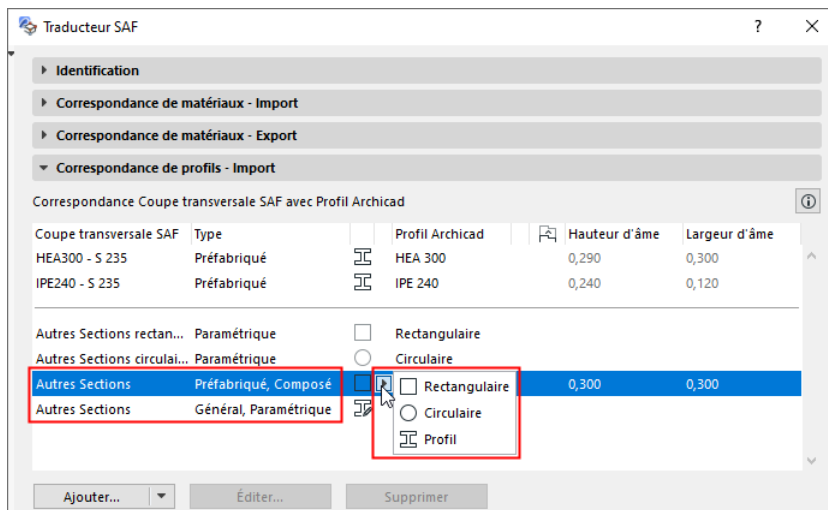 Traducteur SAF ?
Identification
Correspondance de matériaux - Import
Correspondance de matériaux - Export
Correspondance de profils - Import
Correspondance Coupe transversale SAF avec Profil Archicad
Coupe transversale SAF Type Profil Archicad Hauteur d'âme Largeur d'âme
HEA300 - S 235 Préfabriqué HEA 300 0,290 0,300
IPE240 - S 235 Préfabriqué IPE 240 0,240 0,120
Autres Sections rectan... Paramétrique Rectangulaire
Autres Sections circulai... Paramétrique Circulaire
Autres Sections Préfabriqué, Composé Rectangulaire 0,300 0,300
Autres Sections Général, Paramétrique Circulaire
Profil
Ajouter... Éditer... Supprimer